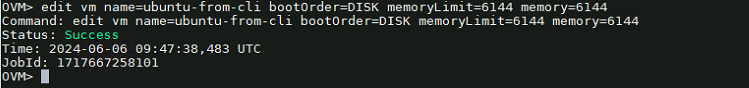 OVM> edit vm name=ubuntu-from-cli bootOrder=DISK memoryLimit=6144 memory=6144
Command: edit vm name=ubuntu-from-cli bootOrder=DISK memoryLimit=6144 memory=6144
Status: Success
Time: 2024-06-06 09:47:38,483 UTC
JobId: 1717667258101
OVM>